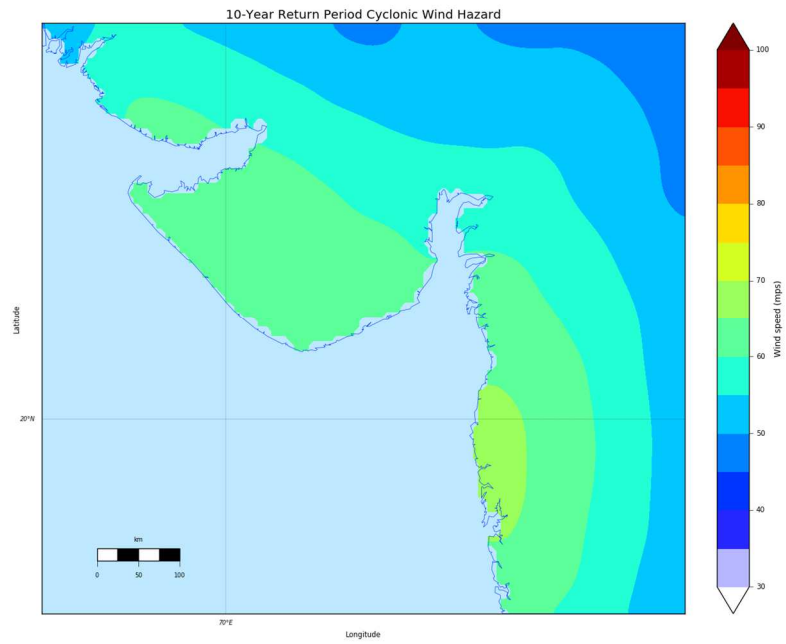 10-Year Return Period Cyclonic Wind Hazard
100
90
80
70
60
50
40
30
Wind speed (mps)
Latitude
20°N
km
0 50 100
70°E
Longitude